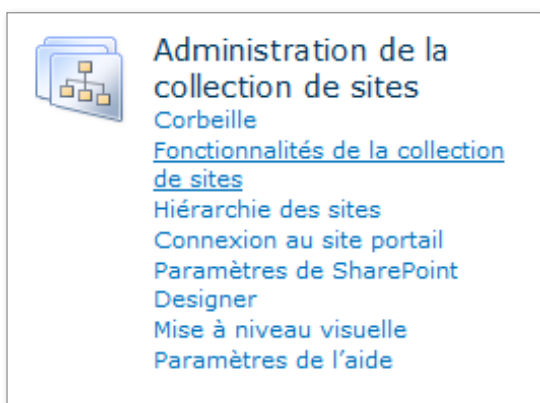 Administration de la
collection de sites
Corbeille
Fonctionnalités de la collection
de sites
Hiérarchie des sites
Connexion au site portail
Paramètres de SharePoint
Designer
Mise à niveau visuelle
Paramètres de l’aide